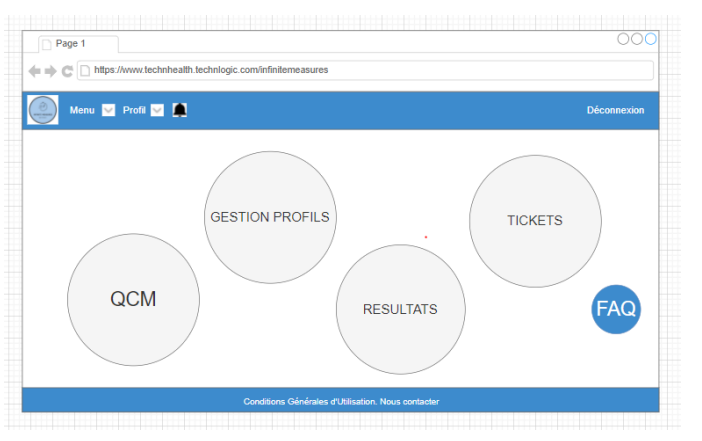 Page 1
https://www.technhealth.technlogic.com/infinitemeasures
Menu Profil Déconnexion
GESTION PROFILS
TICKETS
QCM
RESULTATS
FAQ
Conditions Générales d'Utilisation. Nous contacter